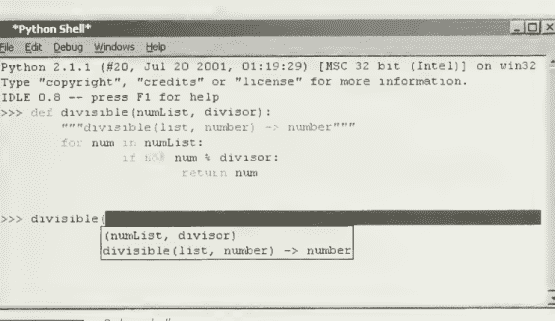 *Python Shell*
File Edit Debug Windows Help
Python 2.1.1 (#20, Jul 20 2001, 01:19:29) [MSC 32 bit (Intel)] on win32
Type "copyright", "credits" or "license" for more information.
IDLE 0.8 -- press F1 for help
>>> def divisible(numList, divisor):
"""divisible(list, number) -> number"""
for num in numList:
if not num % divisor:
return num
>>> divisible(
(numList, divisor)
divisible(list, number) -> number